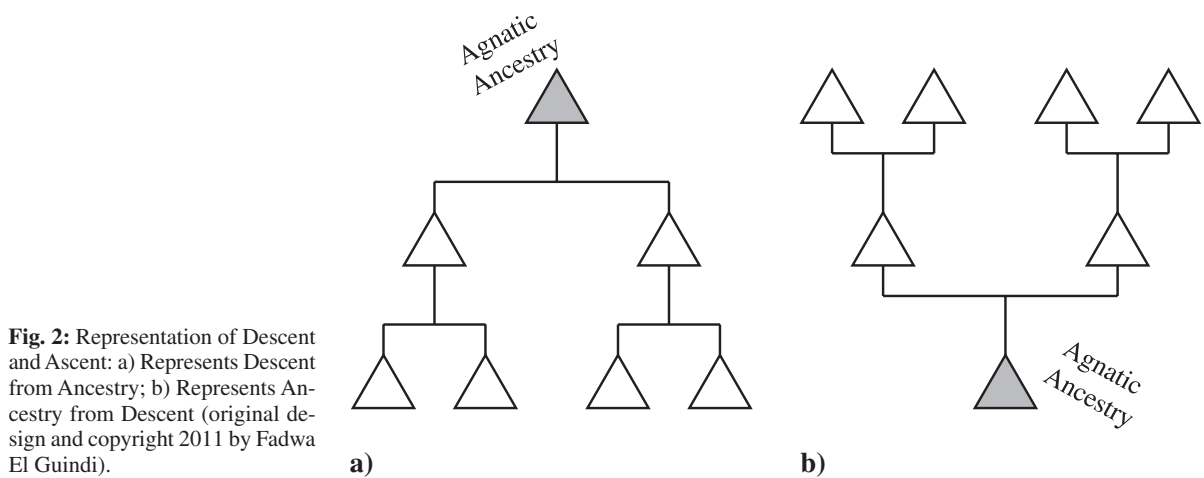 Agnatic
Ancestry
Agnatic
Ancestry
Fig. 2: Representation of Descent
and Ascent: a) Represents Descent
from Ancestry; b) Represents An-
cestry from Descent (original de-
sign and copyright 2011 by Fadwa
El Guindi).
a)
b)